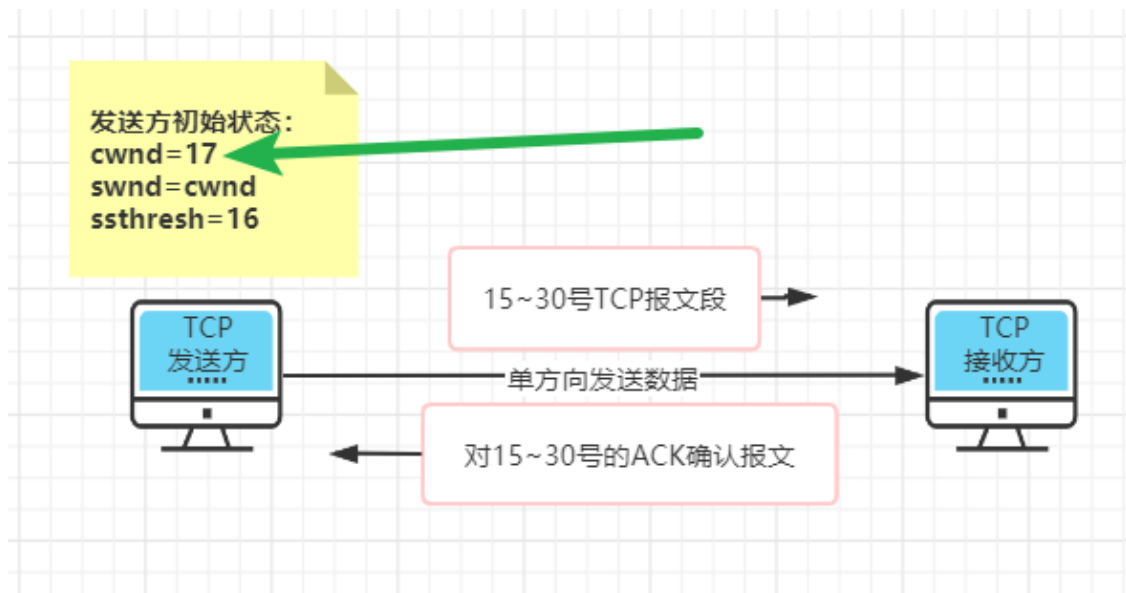 发送方初始状态：
cwnd=17
swnd=cwnd
ssthresh=16
15~30号TCP报文段
TCP
发送方
TCP
接收方
单方向发送数据
对15~30号的ACK确认报文